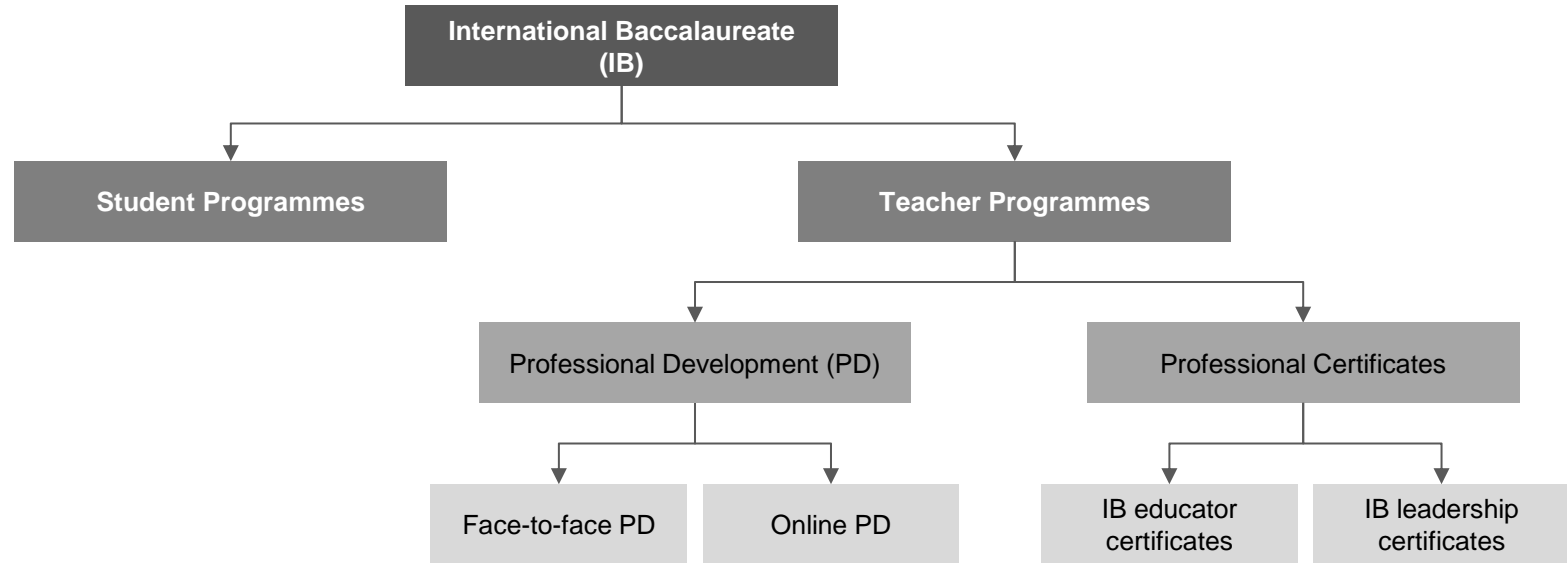 International Baccalaureate
(IB)
Student Programmes
Teacher Programmes
Professional Development (PD)
Professional Certificates
Face-to-face PD
Online PD
IB educator
certificates
IB leadership
certificates